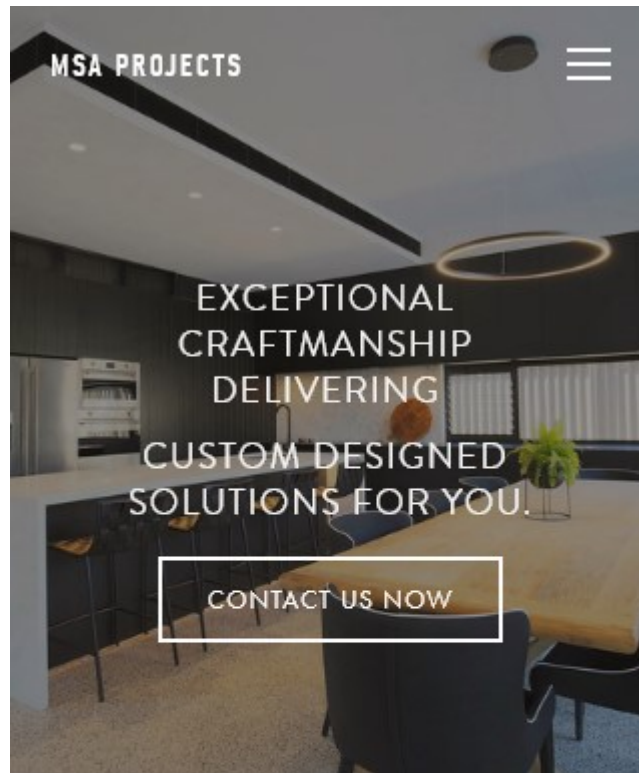 MSA PROJECTS
EXCEPTIONAL
CRAFTMANSHIP
DELIVERING
CUSTOM DESIGNED
SOLUTIONS FOR YOU.
CONTACT US NOW